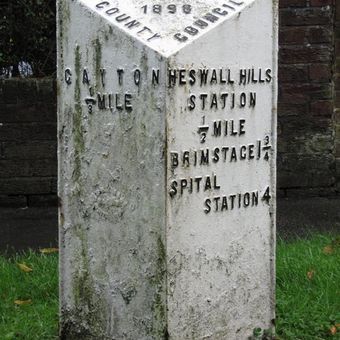 1896
COUNTY COUNCIL
GAYTON
½ MILE
HESWALL HILLS
STATION
½ MILE
BRIMSTAGE 1¾
SPITAL
STATION 4